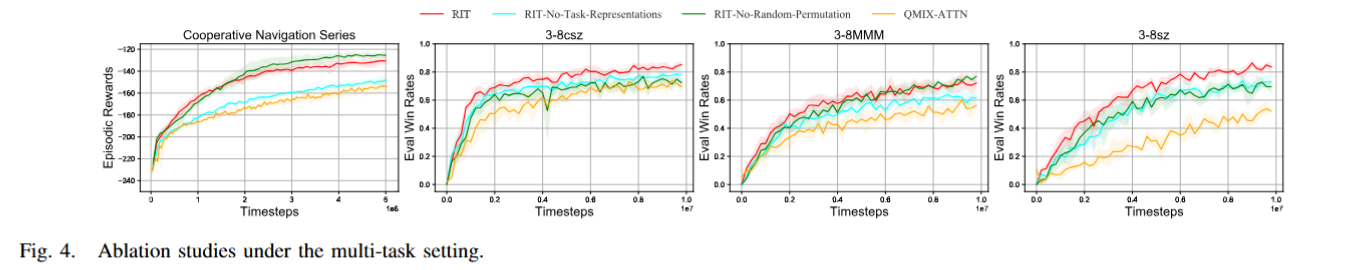 RIT RIT-No-Task-Representations RIT-No-Random-Permutation QMIX-ATTN
Cooperative Navigation Series
Episodic Rewards
−120
−140
−160
−180
−200
−220
−240
0 1 2 3 4 5
1e6
Timesteps
3-8csz
Eval Win Rates
1.0
0.8
0.6
0.4
0.2
0.0
0.0 0.2 0.4 0.6 0.8 1.0
1e7
Timesteps
3-8MMM
Eval Win Rates
1.0
0.8
0.6
0.4
0.2
0.0
0.0 0.2 0.4 0.6 0.8 1.0
1e7
Timesteps
3-8sz
Eval Win Rates
1.0
0.8
0.6
0.4
0.2
0.0
0.0 0.2 0.4 0.6 0.8 1.0
1e7
Timesteps
Fig. 4. Ablation studies under the multi-task setting.